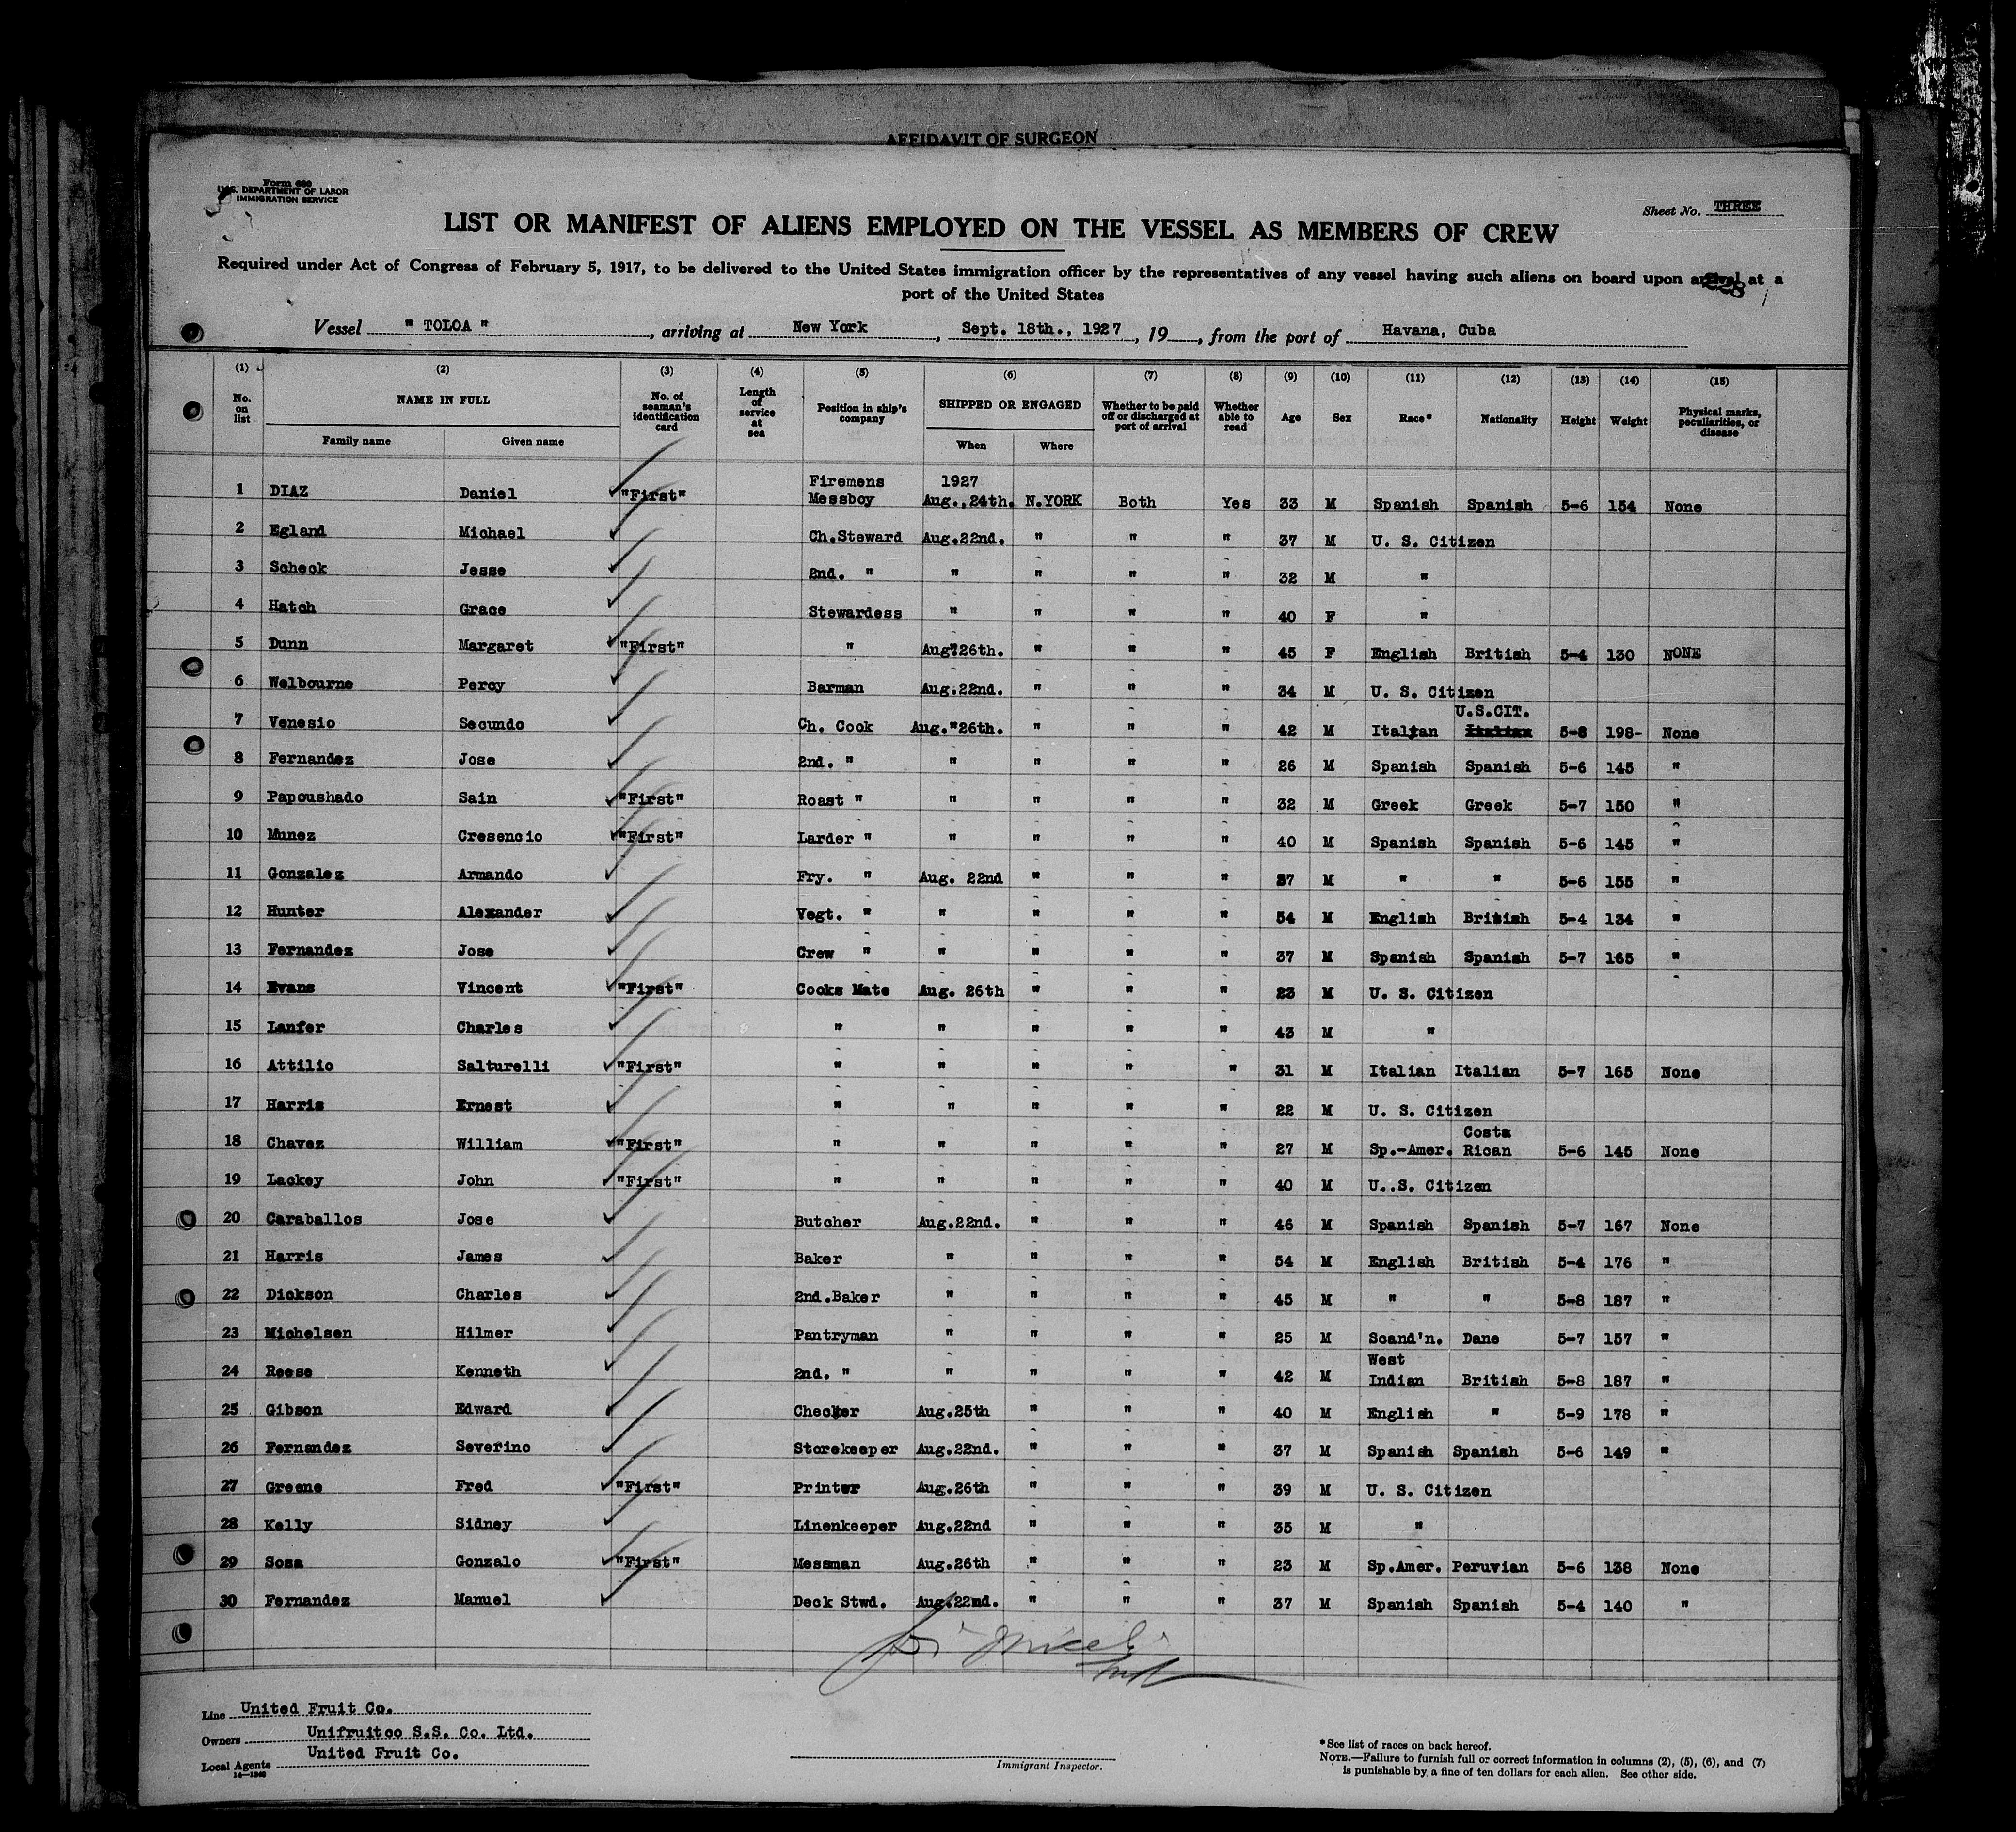 AFFIDAVIT OF SURGEON
Form 680
U.S. DEPARTMENT OF LABOR
IMMIGRATION SERVICE
Sheet No. THREE
LIST OR MANIFEST OF ALIENS EMPLOYED ON THE VESSEL AS MEMBERS OF CREW
Required under Act of Congress of February 5, 1917, to be delivered to the United States immigration officer by the representatives of any vessel having such aliens on board upon arrival at a
port of the United States
Vessel " TOLOA ", arriving at New York, Sept. 18th., 1927, 19 , from the port of Havana, Cuba
(1) (2) (3) (4) (5) (6) (7) (8) (9) (10) (11) (12) (13) (14) (15)
No. on list NAME IN FULL Family name Given name No. of seaman's identification card Length of service at sea Position in ship's company SHIPPED OR ENGAGED When Where Whether to be paid off or discharged at port of arrival Whether able to read Age Sex Race* Nationality Height Weight Physical marks, peculiarities, or disease
1 DIAZ Daniel "First" Firemens Messboy 1927 Aug.,24th. N.YORK Both Yes 33 M Spanish Spanish 5-6 154 None
2 Egland Michael Ch.Steward Aug.22nd. " " " 37 M U. S. Citizen
3 Scheck Jesse 2nd. " " " " " 32 M "
4 Hatch Grace Stewardess " " " " 40 F "
5 Dunn Margaret "First" " Aug.26th. " " " 45 F English British 5-4 130 NONE
6 Welbourne Percy Barman Aug.22nd. " " " 34 M U. S. Citizen
7 Venesio Secundo Ch. Cook Aug."26th. " " " 42 M Italian U.S.CIT. Italian 5-8 198- None
8 Fernandez Jose 2nd. " " " " " 26 M Spanish Spanish 5-6 145 "
9 Papoushado Sain "First" Roast " " " " " 32 M Greek Greek 5-7 150 "
10 Munez Cresencio "First" Larder " " " " " 40 M Spanish Spanish 5-6 145 "
11 Gonzalez Armando Fry. " Aug. 22nd " " " 37 M " " 5-6 155 "
12 Hunter Alexander Vegt. " " " " " 54 M English British 5-4 134 "
13 Fernandez Jose Crew " " " " " 37 M Spanish Spanish 5-7 165 "
14 Evans Vincent "First" Cooks Mate Aug. 26th " " " 23 M U. S. Citizen
15 Lanfer Charles " " " " " 43 M "
16 Attilio Salturelli "First" " " " " " 31 M Italian Italian 5-7 165 None
17 Harris Ernest " " " " " 22 M U. S. Citizen
18 Chavez William "First" " " " " " 27 M Sp.-Amer. Costa Rican 5-6 145 None
19 Lackey John "First" " " " " " 40 M U..S. Citizen
20 Caraballos Jose Butcher Aug.22nd. " " " 46 M Spanish Spanish 5-7 167 None
21 Harris James Baker " " " " 54 M English British 5-4 176 "
22 Dickson Charles 2nd.Baker " " " " 45 M " " 5-8 187 "
23 Michelsen Hilmer Pantryman " " " " 25 M Scand'n. Dane 5-7 157 "
24 Reese Kenneth 2nd. " " " " " 42 M West Indian British 5-8 187 "
25 Gibson Edward Checker Aug.25th " " " 40 M English " 5-9 178 "
26 Fernandez Severino Storekeeper Aug.22nd. " " " 37 M Spanish Spanish 5-6 149 "
27 Greene Fred "First" Printer Aug.26th " " " 39 M U. S. Citizen
28 Kelly Sidney Linenkeeper Aug.22nd " " " 35 M "
29 Sosa Gonzalo "First" Messman Aug.26th " " " 23 M Sp.Amer. Peruvian 5-6 138 None
30 Fernandez Manuel Deck Stwd. Aug.22nd. " " " 37 M Spanish Spanish 5-4 140 "
Line United Fruit Co.
Owners Unifruitco S.S. Co. Ltd.
Local Agents United Fruit Co.
14—1240
Immigrant Inspector.
*See list of races on back hereof.
NOTE.—Failure to furnish full or correct information in columns (2), (5), (6), and (7)
is punishable by a fine of ten dollars for each alien. See other side.